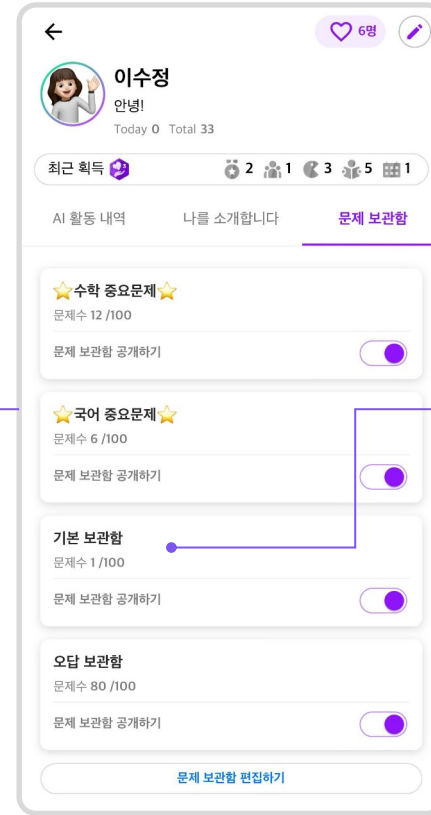 6명
이수정
안녕!
Today 0 Total 33
최근 획득 2 1 3 5 1
AI 활동 내역 나를 소개합니다 문제 보관함
⭐수학 중요문제⭐
문제수 12 /100
문제 보관함 공개하기
⭐국어 중요문제⭐
문제수 6 /100
문제 보관함 공개하기
기본 보관함
문제수 1 /100
문제 보관함 공개하기
오답 보관함
문제수 80 /100
문제 보관함 공개하기
문제 보관함 편집하기